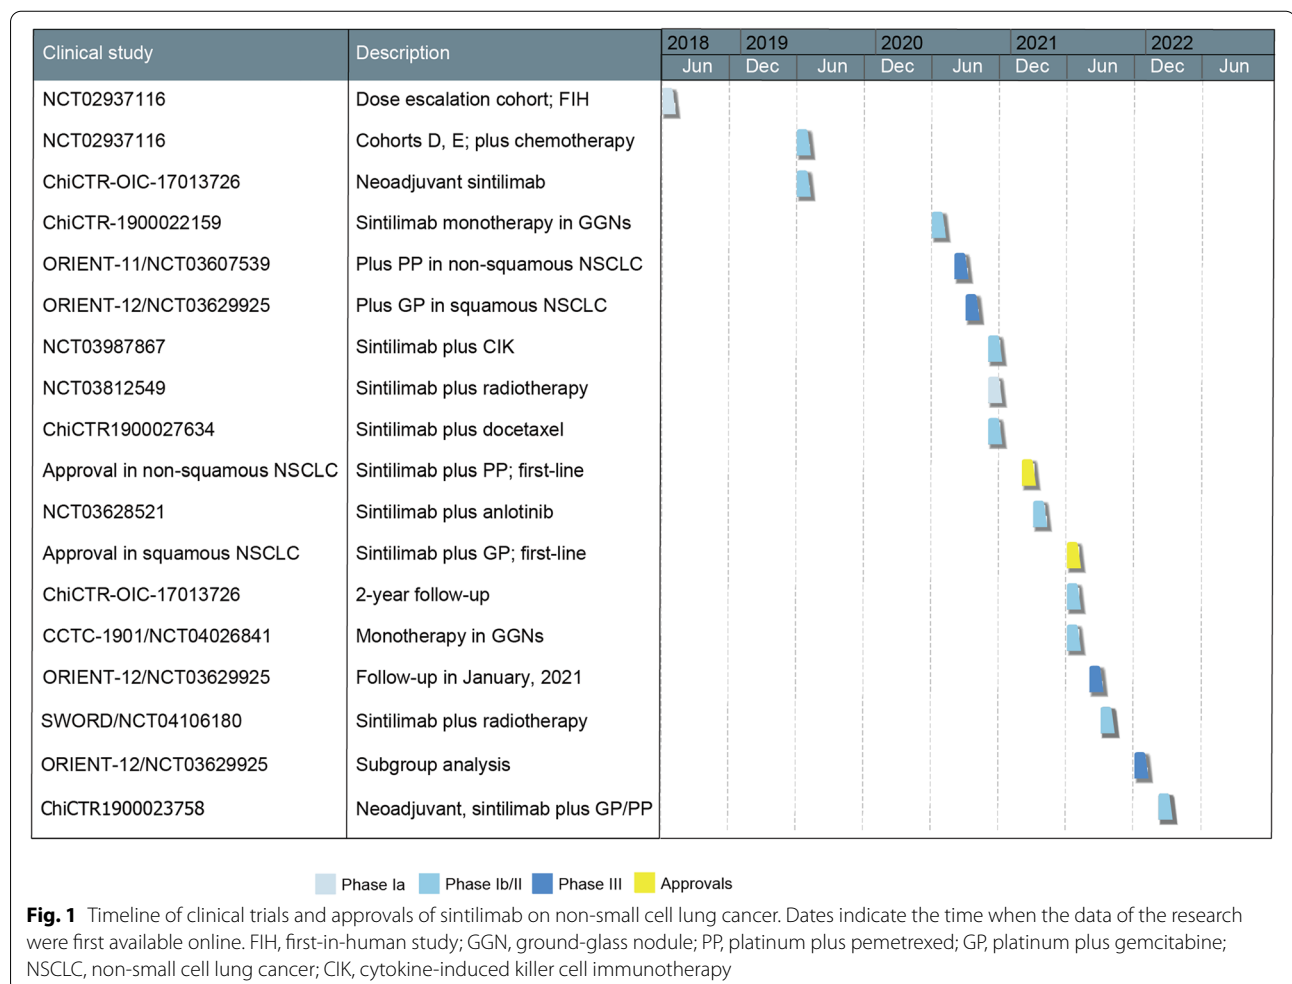 Clinical study Description 2018 2019 2020 2021 2022
Jun Dec Jun Dec Jun Dec Jun Dec Jun
NCT02937116 Dose escalation cohort; FIH
NCT02937116 Cohorts D, E; plus chemotherapy
ChiCTR-OIC-17013726 Neoadjuvant sintilimab
ChiCTR-1900022159 Sintilimab monotherapy in GGNs
ORIENT-11/NCT03607539 Plus PP in non-squamous NSCLC
ORIENT-12/NCT03629925 Plus GP in squamous NSCLC
NCT03987867 Sintilimab plus CIK
NCT03812549 Sintilimab plus radiotherapy
ChiCTR1900027634 Sintilimab plus docetaxel
Approval in non-squamous NSCLC Sintilimab plus PP; first-line
NCT03628521 Sintilimab plus anlotinib
Approval in squamous NSCLC Sintilimab plus GP; first-line
ChiCTR-OIC-17013726 2-year follow-up
CCTC-1901/NCT04026841 Monotherapy in GGNs
ORIENT-12/NCT03629925 Follow-up in January, 2021
SWORD/NCT04106180 Sintilimab plus radiotherapy
ORIENT-12/NCT03629925 Subgroup analysis
ChiCTR1900023758 Neoadjuvant, sintilimab plus GP/PP
Phase Ia Phase Ib/II Phase III Approvals
Fig. 1 Timeline of clinical trials and approvals of sintilimab on non-small cell lung cancer. Dates indicate the time when the data of the research
were first available online. FIH, first-in-human study; GGN, ground-glass nodule; PP, platinum plus pemetrexed; GP, platinum plus gemcitabine;
NSCLC, non-small cell lung cancer; CIK, cytokine-induced killer cell immunotherapy